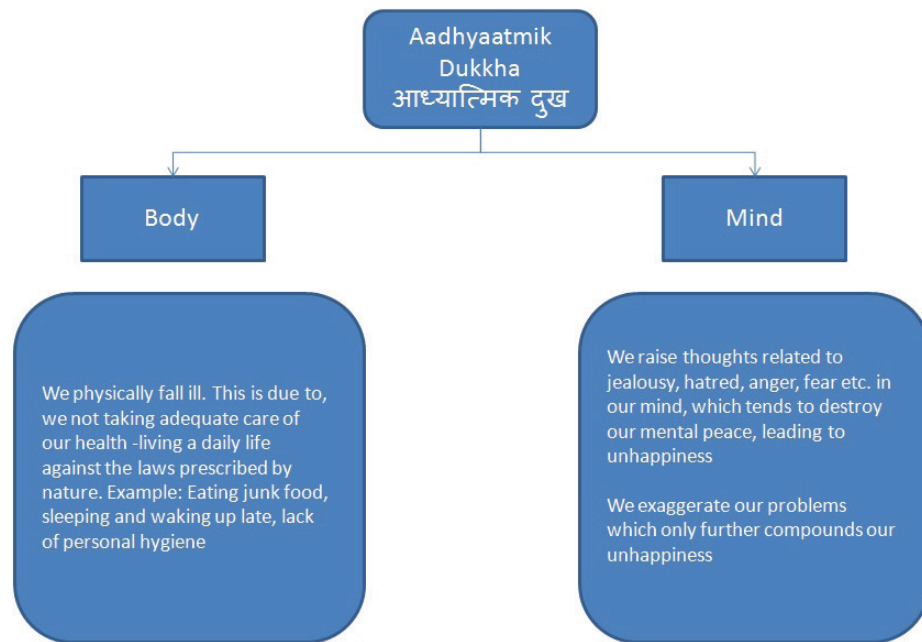 Aadhyaatmik
Dukkha
आध्यात्मिक दुख
Body
Mind
We physically fall ill. This is due to,
we not taking adequate care of
our health -living a daily life
against the laws prescribed by
nature. Example: Eating junk food,
sleeping and waking up late, lack
of personal hygiene
We raise thoughts related to
jealousy, hatred, anger, fear etc. in
our mind, which tends to destroy
our mental peace, leading to
unhappiness
We exaggerate our problems
which only further compounds our
unhappiness